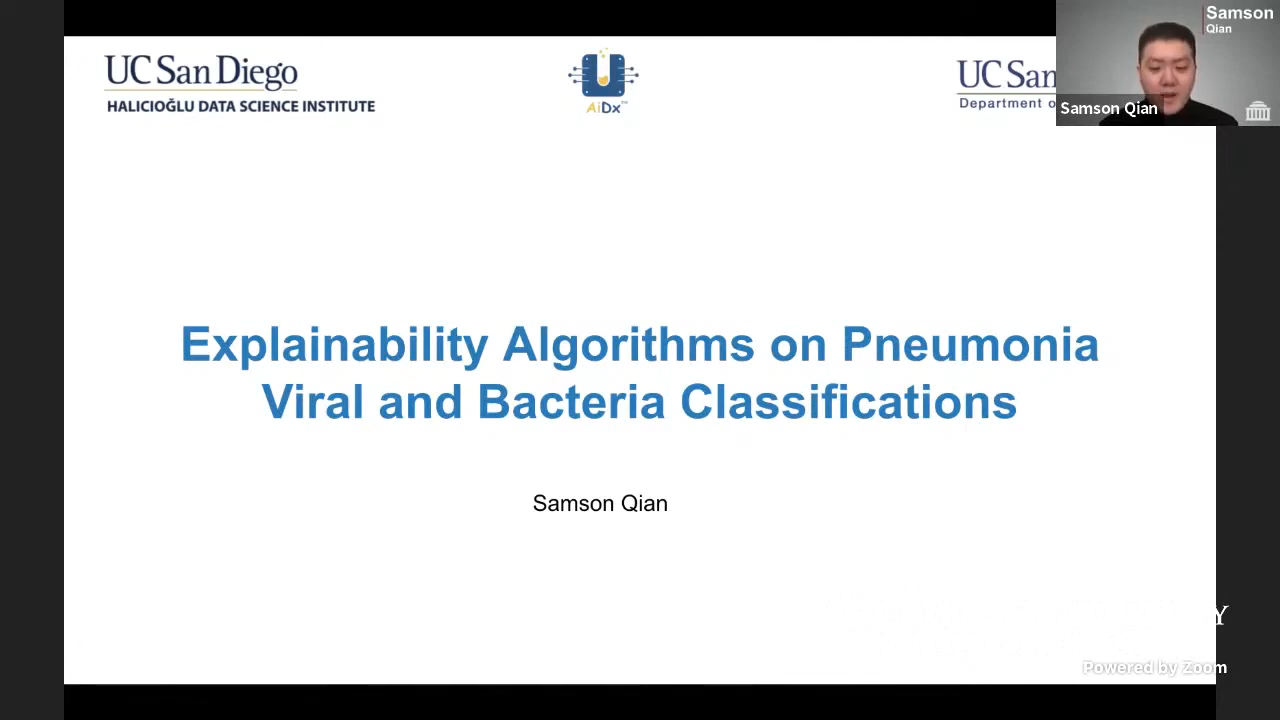 UC San Diego
HALICIOĞLU DATA SCIENCE INSTITUTE
AiDx™
UC San
Department o
Samson
Qian
Samson Qian
Explainability Algorithms on Pneumonia
Viral and Bacteria Classifications
Samson Qian
Y
Powered by Zoom